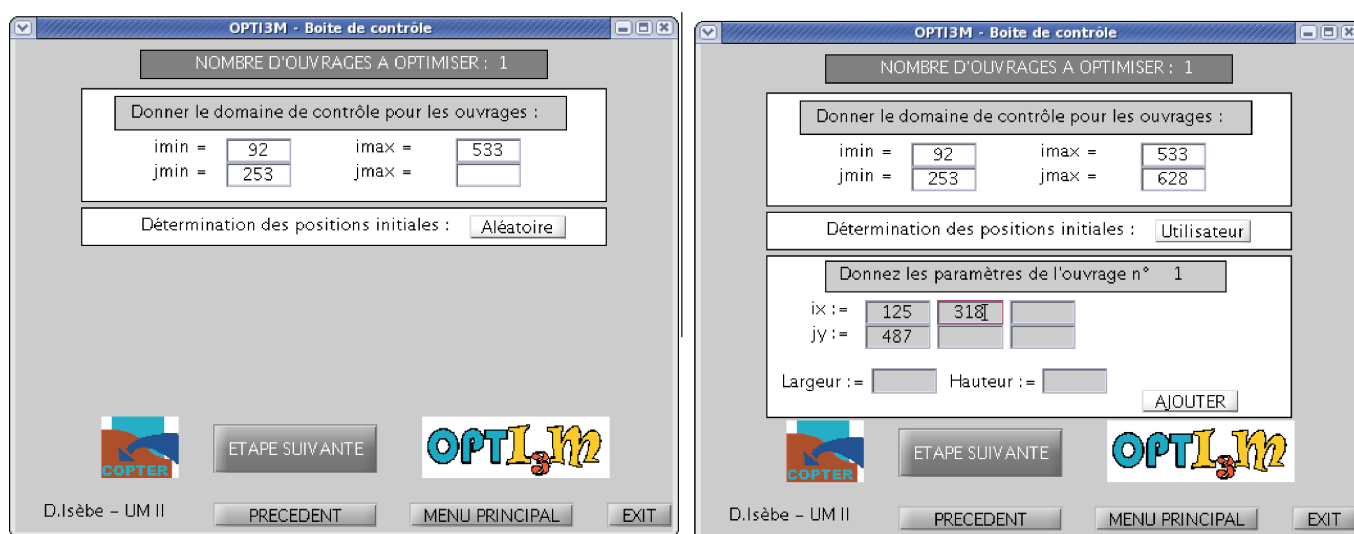 OPTI3M - Boite de contrôle
NOMBRE D'OUVRAGES A OPTIMISER : 1
Donner le domaine de contrôle pour les ouvrages :
imin = 92 imax = 533
jmin = 253 jmax =
Détermination des positions initiales : Aléatoire
COPTER
ETAPE SUIVANTE
OPTI3M
D.Isèbe – UM II PRECEDENT MENU PRINCIPAL EXIT
OPTI3M - Boite de contrôle
NOMBRE D'OUVRAGES A OPTIMISER : 1
Donner le domaine de contrôle pour les ouvrages :
imin = 92 imax = 533
jmin = 253 jmax = 628
Détermination des positions initiales : Utilisateur
Donnez les paramètres de l'ouvrage n° 1
ix := 125 318
jy := 487
Largeur := Hauteur :=
AJOUTER
COPTER
ETAPE SUIVANTE
OPTI3M
D.Isèbe – UM II PRECEDENT MENU PRINCIPAL EXIT